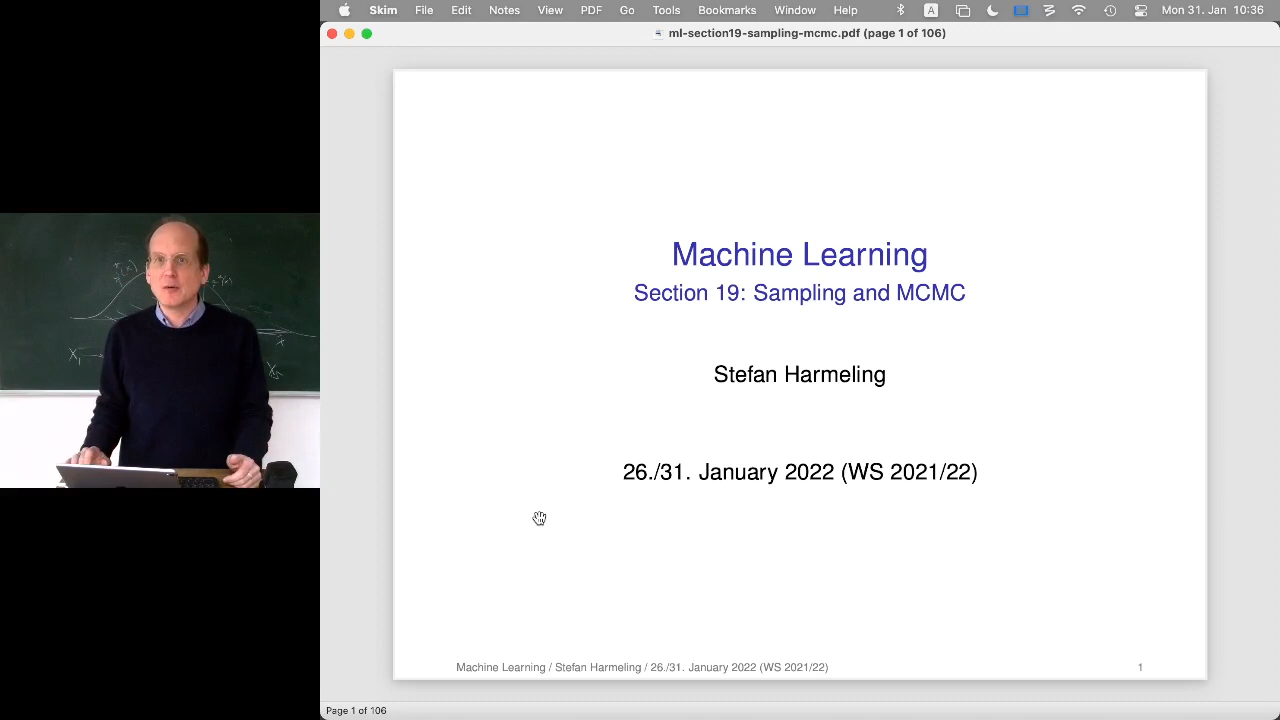 Skim File Edit View Notes PDF Go Tools Bookmarks Window Help A Mon 31. Jan 10:36
ml-section19-sampling-mcmc.pdf (page 1 of 106)
Machine Learning
Section 19: Sampling and MCMC
Stefan Harmeling
26./31. January 2022 (WS 2021/22)
Machine Learning / Stefan Harmeling / 26./31. January 2022 (WS 2021/22) 1
Page 1 of 106